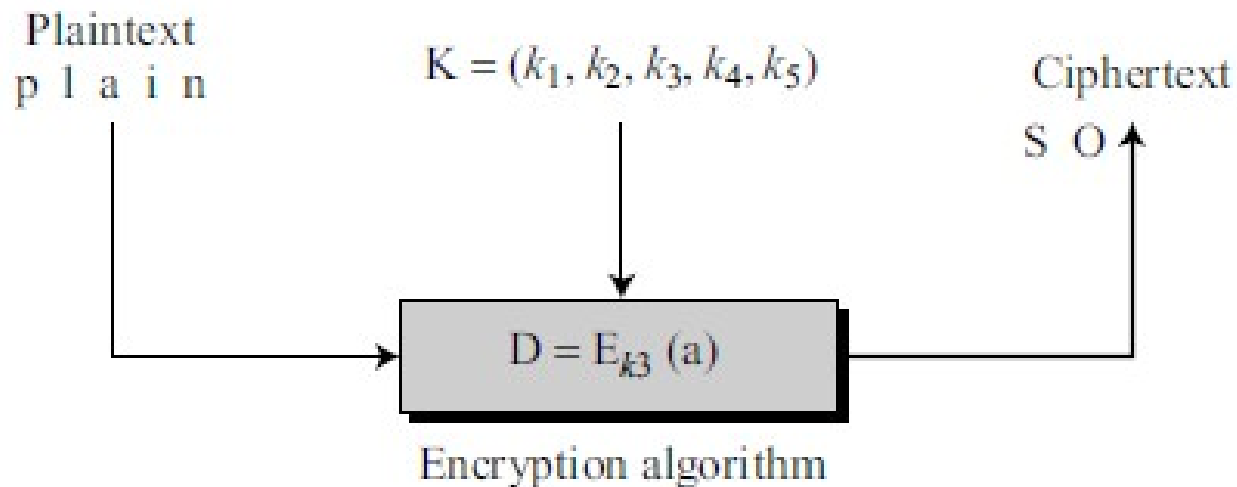 Plaintext
p l a i n
K = (k₁, k₂, k₃, k₄, k₅)
Ciphertext
S O
D = Eₖ₃ (a)
Encryption algorithm